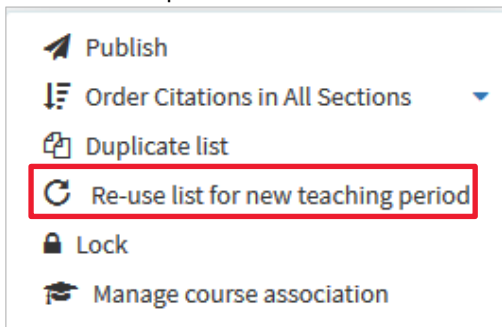 Publish
Order Citations in All Sections
Duplicate list
Re-use list for new teaching period
Lock
Manage course association